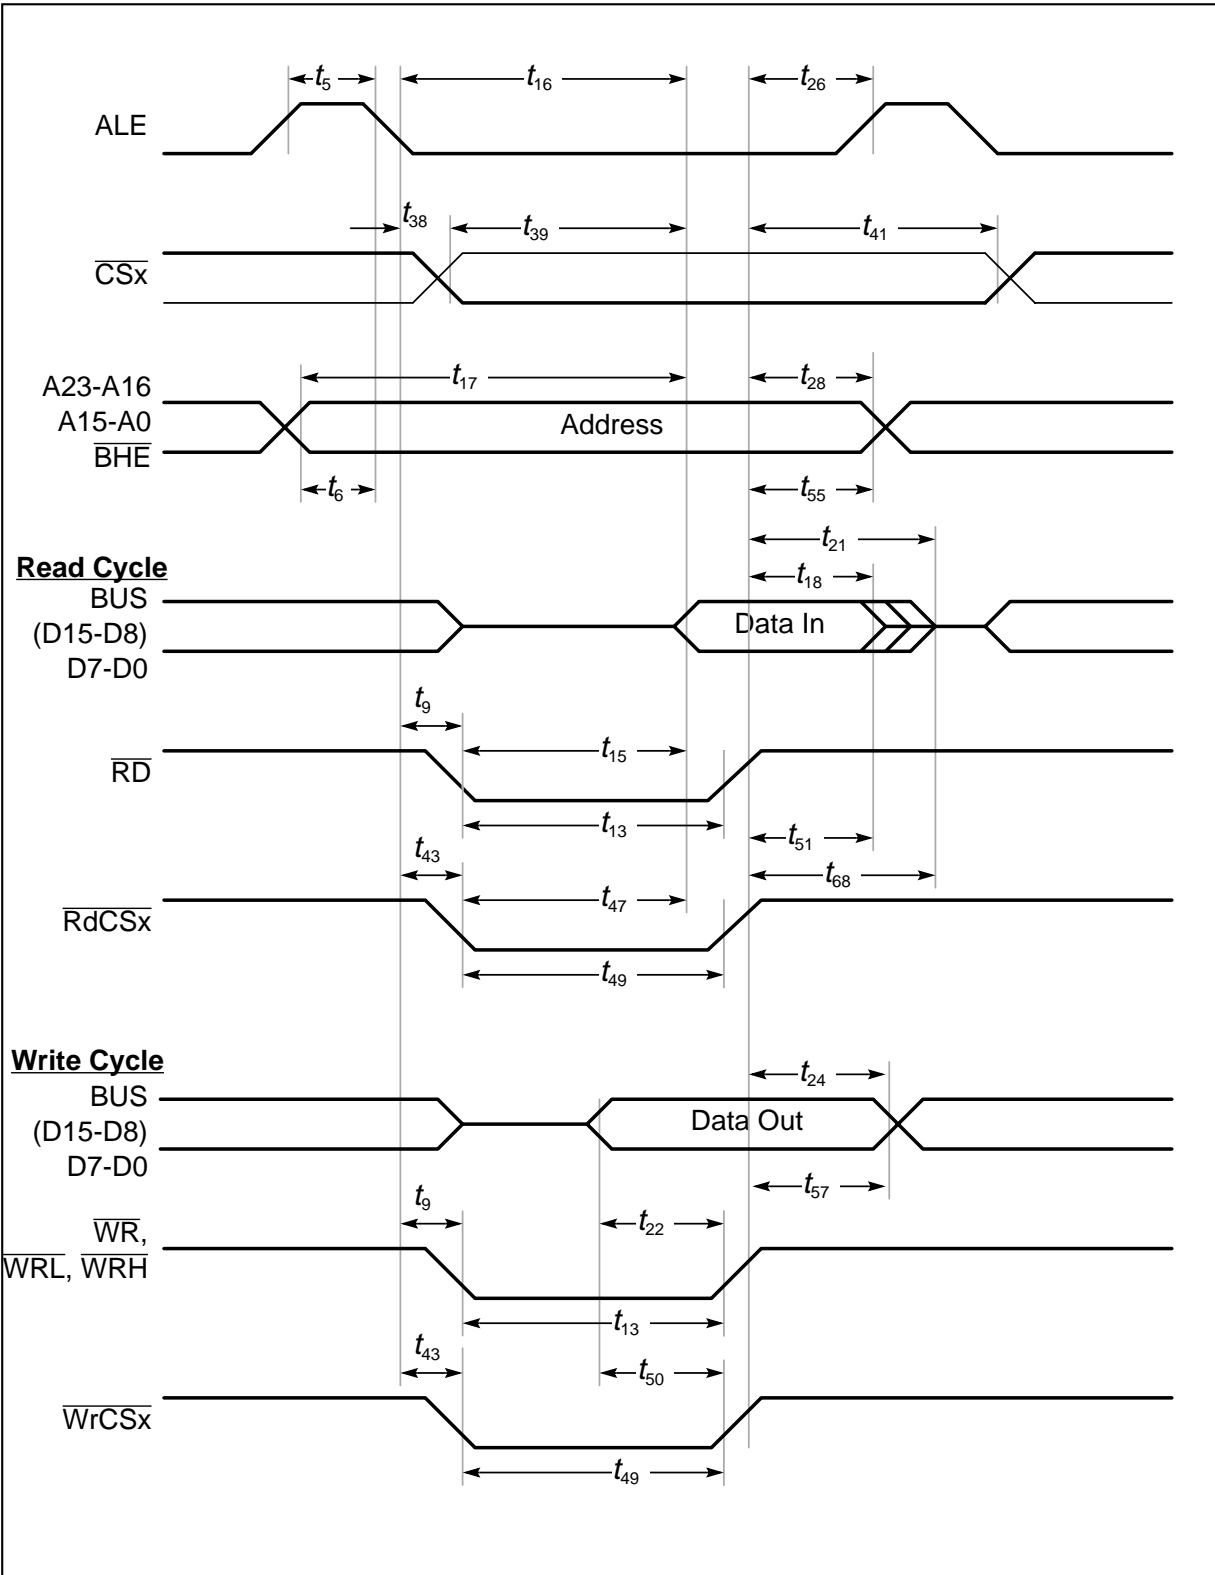 t5 t16 t26
ALE
t38 t39 t41
CSx
A23-A16 t17 t28
A15-A0 Address
BHE
t6 t55
t21
Read Cycle
t18
BUS
(D15-D8) Data In
D7-D0
t9
t15
RD
t13 t51
t43 t68
t47
RdCSx
t49
Write Cycle
t24
BUS
(D15-D8) Data Out
D7-D0
t57
t9 t22
WR,
WRL, WRH
t13
t43 t50
WrCSx
t49